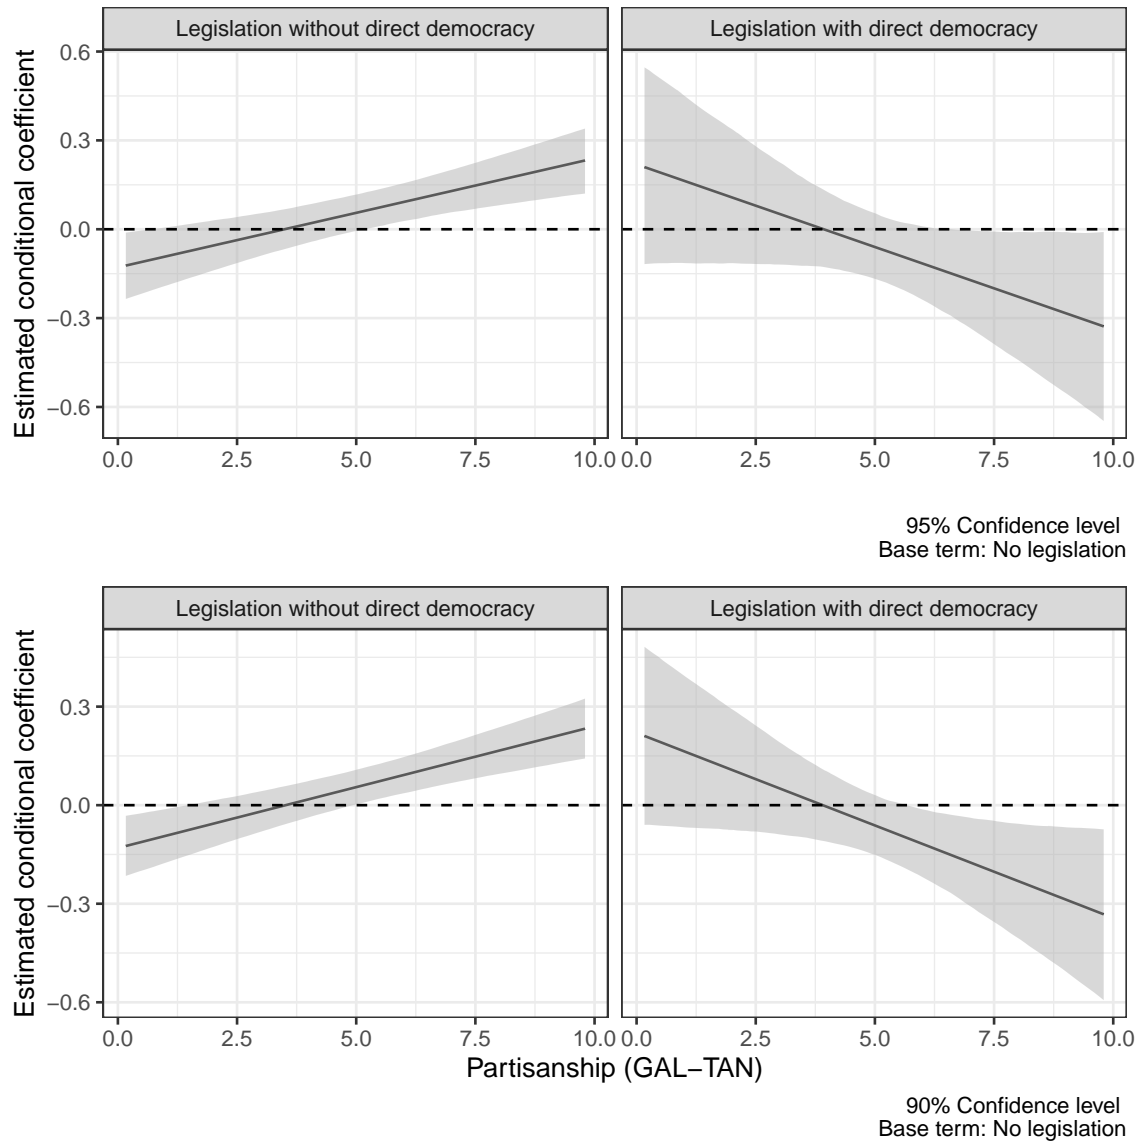 Legislation without direct democracy
Legislation with direct democracy
Estimated conditional coefficient
0.6
0.3
0.0
−0.3
−0.6
0.0 2.5 5.0 7.5 10.0
0.0 2.5 5.0 7.5 10.0
95% Confidence level
Base term: No legislation
Legislation without direct democracy
Legislation with direct democracy
Estimated conditional coefficient
0.3
0.0
−0.3
−0.6
0.0 2.5 5.0 7.5 10.0
0.0 2.5 5.0 7.5 10.0
Partisanship (GAL−TAN)
90% Confidence level
Base term: No legislation